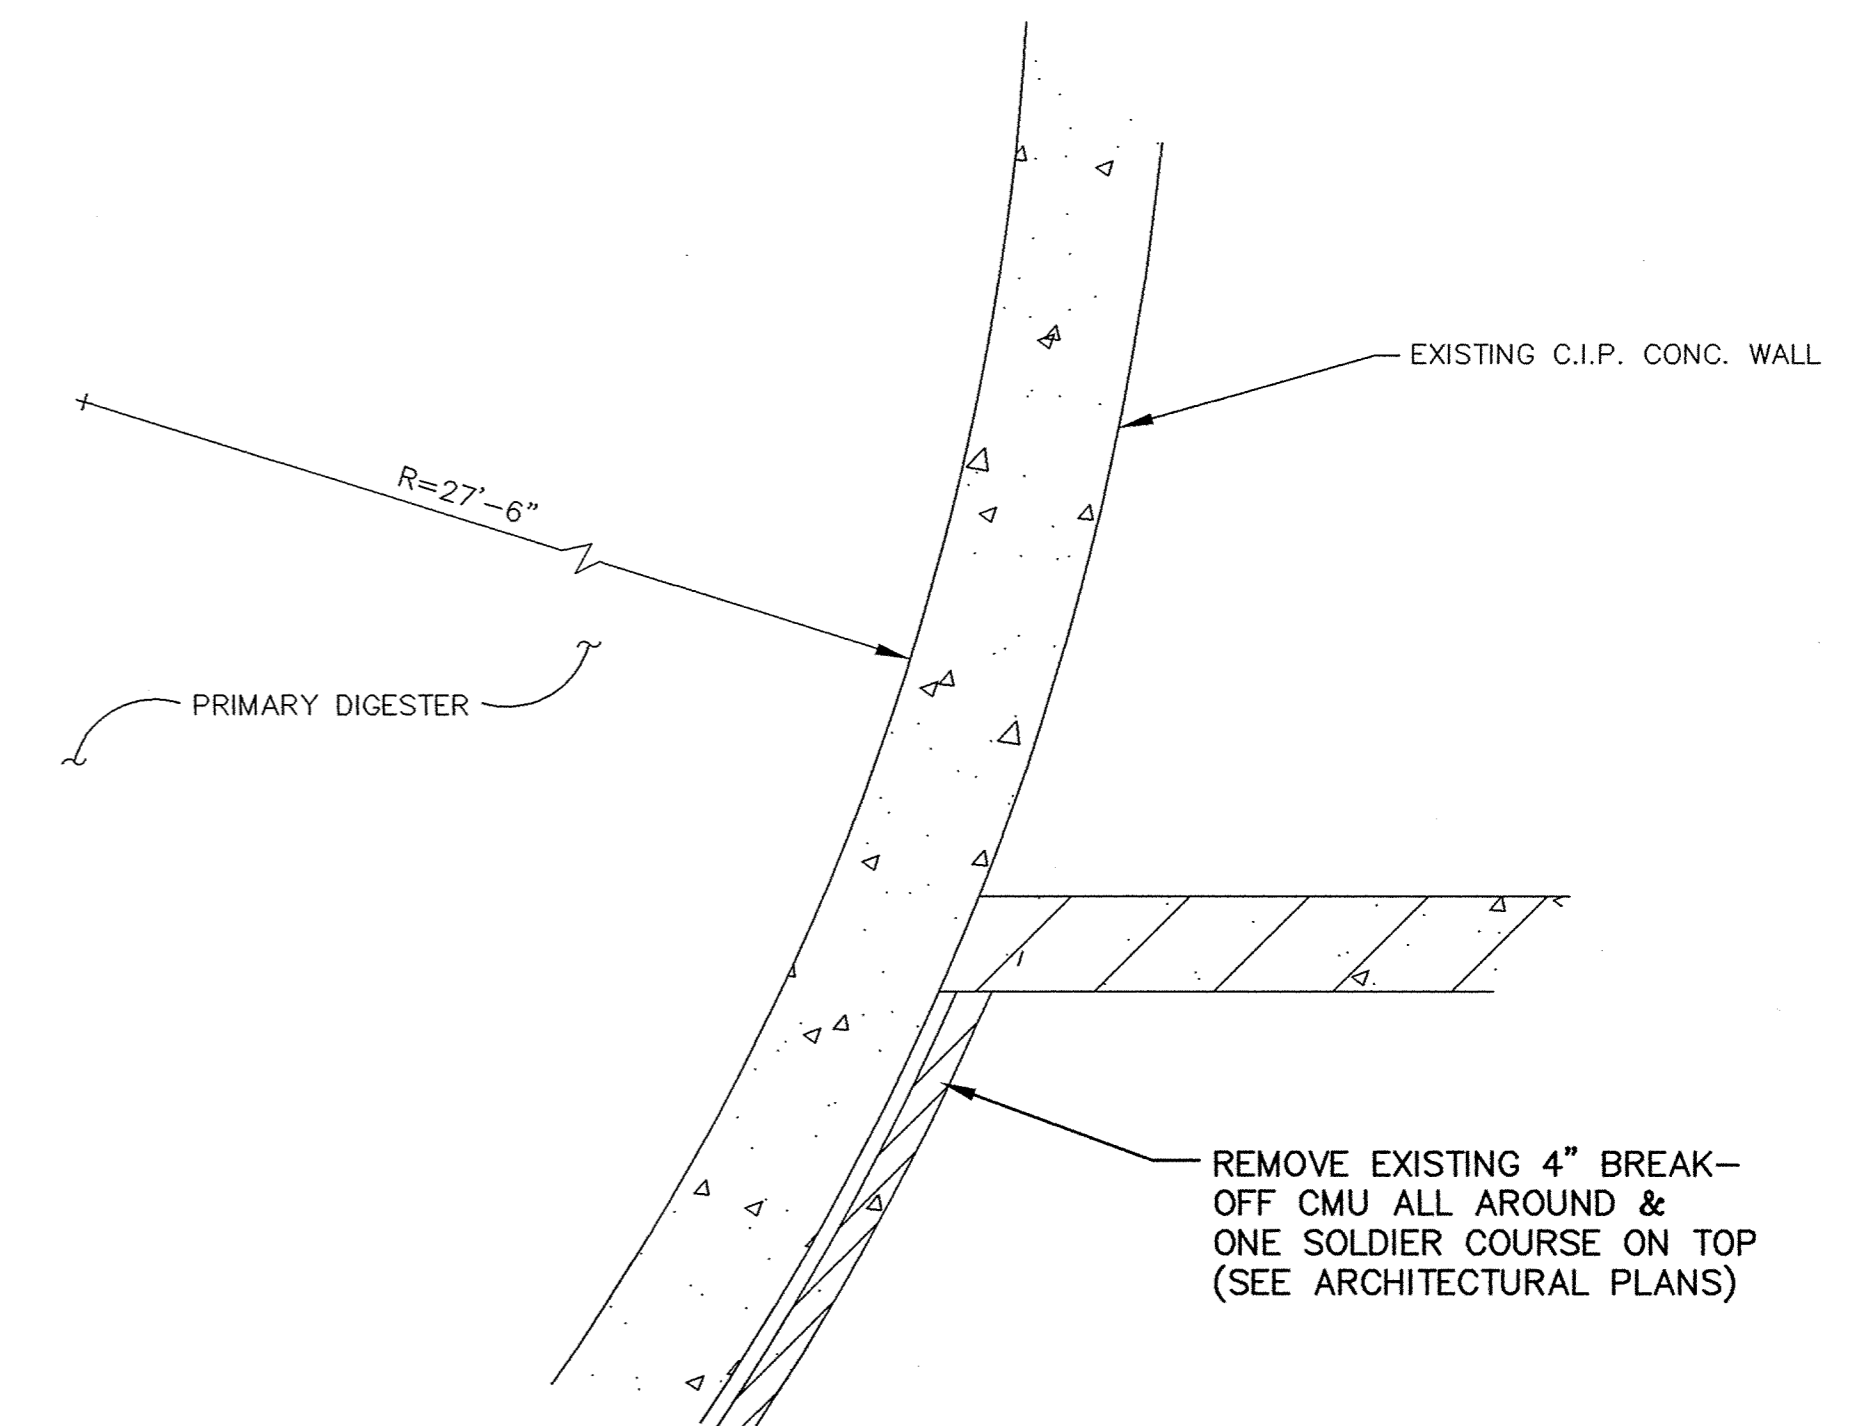 EXISTING C.I.P. CONC. WALL
R=27'-6"
PRIMARY DIGESTER
REMOVE EXISTING 4" BREAK-
OFF CMU ALL AROUND &
ONE SOLDIER COURSE ON TOP
(SEE ARCHITECTURAL PLANS)